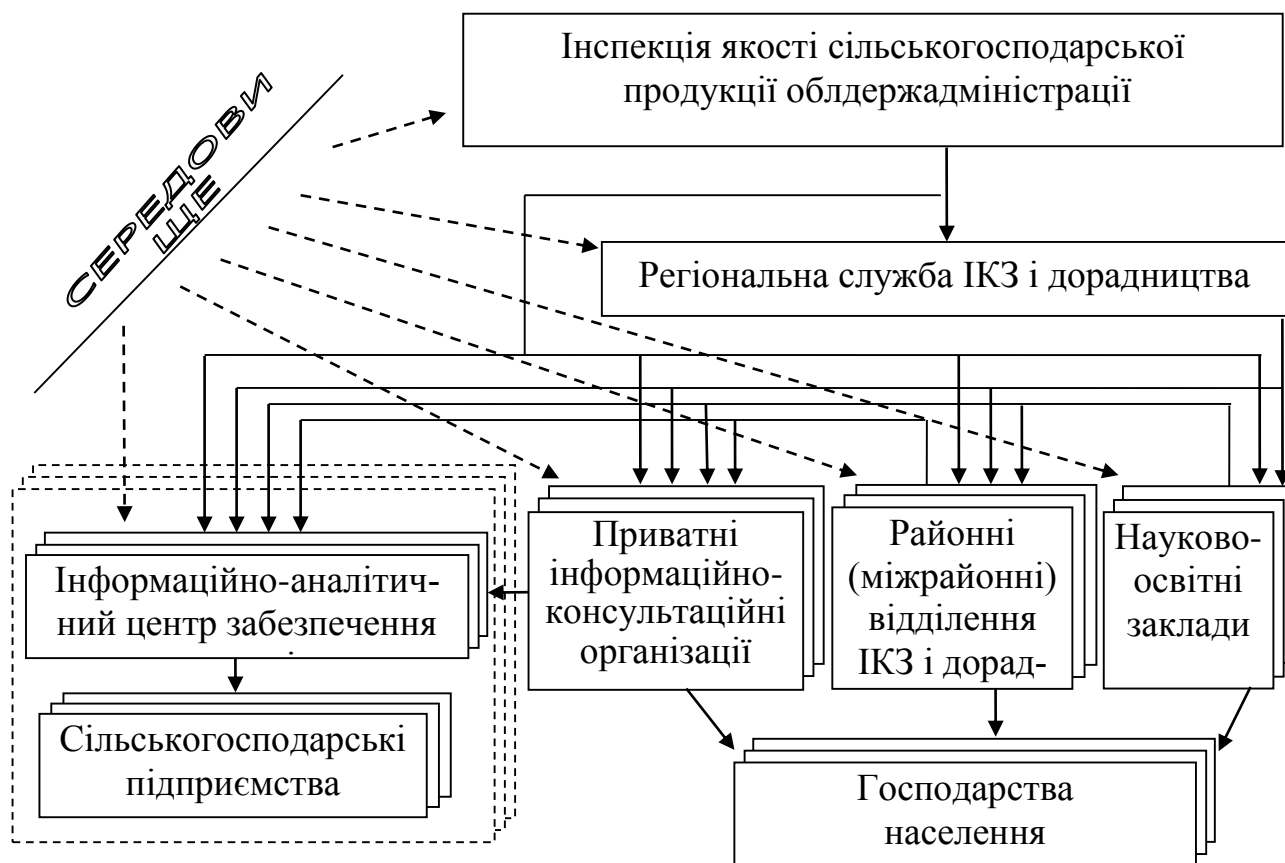 Інспекція якості сільськогосподарської
продукції облдержадміністрації
СЕРЕДОВИ
ЩЕ
Регіональна служба ІКЗ і дорадництва
Інформаційно-аналітич-
ний центр забезпечення
Приватні
інформаційно-
консультаційні
організації
Районні
(міжрайонні)
відділення
ІКЗ і дорад-
Науково-
освітні
заклади
Сільськогосподарські
підприємства
Господарства
населення